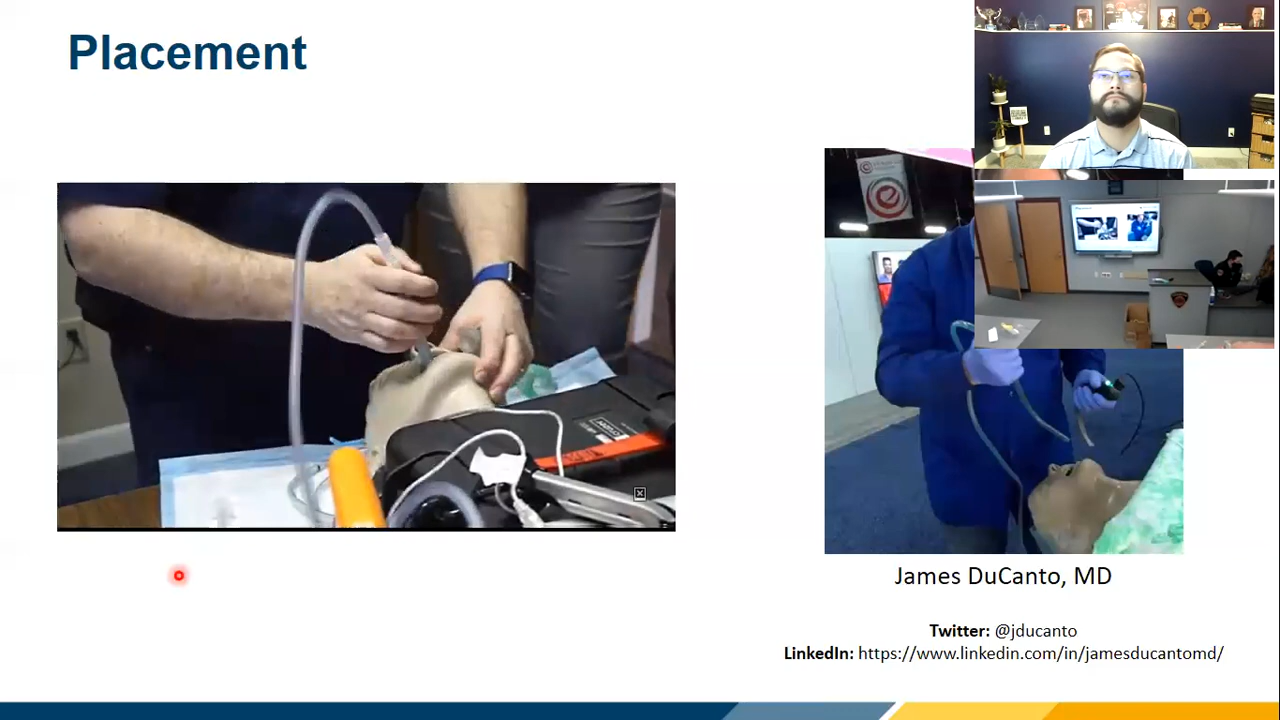 Placement
James DuCanto, MD
Twitter: @jducanto
LinkedIn: https://www.linkedin.com/in/jamesducantomd/